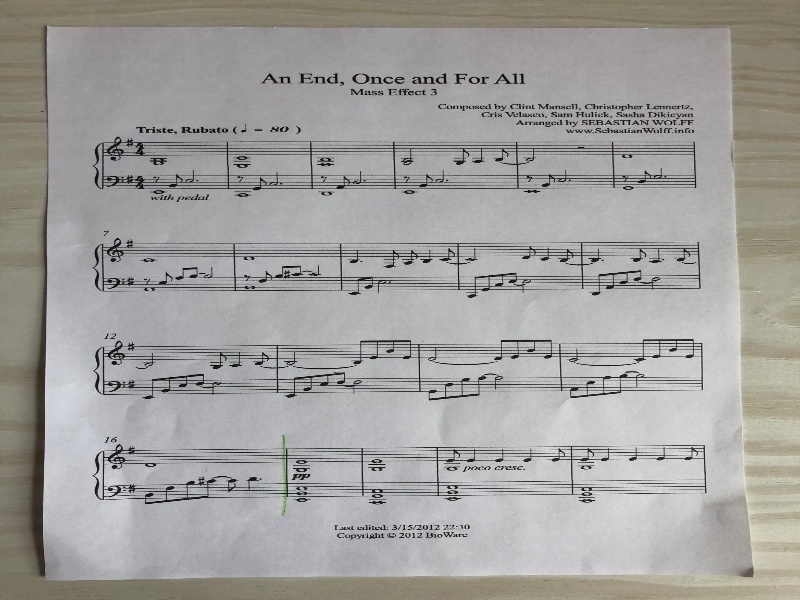 An End, Once and For All
Mass Effect 3
Composed by Clint Mansell, Christopher Lennertz,
Cris Velasco, Sam Hulick, Sasha Dikicyan
Arranged by SEBASTIAN WOLFF
www.SebastianWolff.info
Triste, Rubato (♩ = 80 )
4
4
4
4
with pedal
7
12
16
pp
poco cresc.
Last edited: 3/15/2012 22:30
Copyright © 2012 BioWare